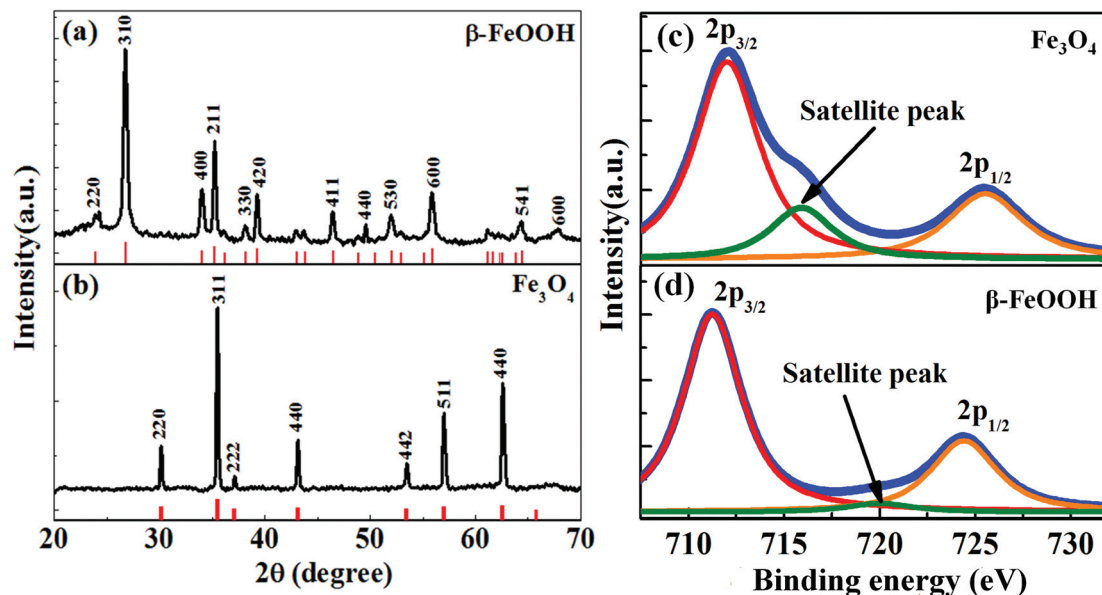 (a)
β-FeOOH
220
310
400
211
330
420
411
440
530
600
541
600
(b)
Fe₃O₄
220
311
222
440
442
511
440
Intensity(a.u.)
20 30 40 50 60 70
2θ (degree)
(c)
Fe₃O₄
2p₃/₂
Satellite peak
2p₁/₂
(d)
β-FeOOH
2p₃/₂
Satellite peak
2p₁/₂
Intensity(a.u.)
710 715 720 725 730
Binding energy (eV)